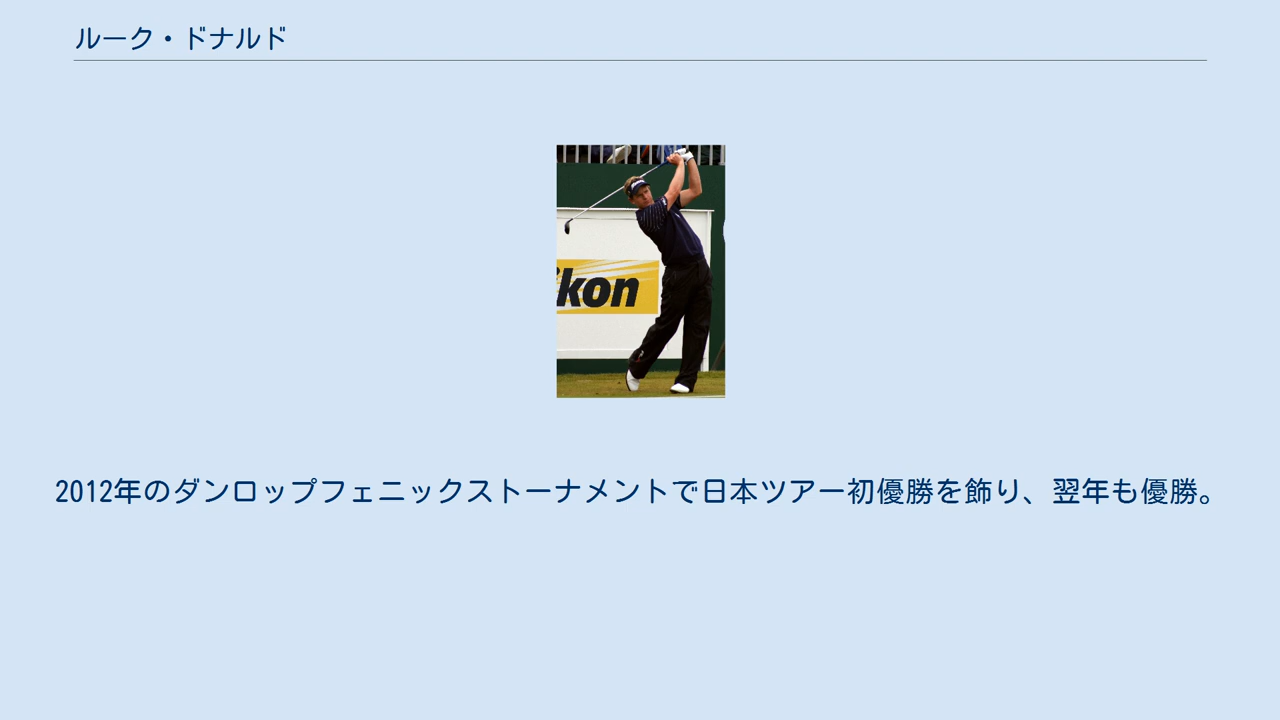 ルーク・ドナルド
kon
2012年のダンロップフェニックストーナメントで日本ツアー初優勝を飾り、翌年も優勝。